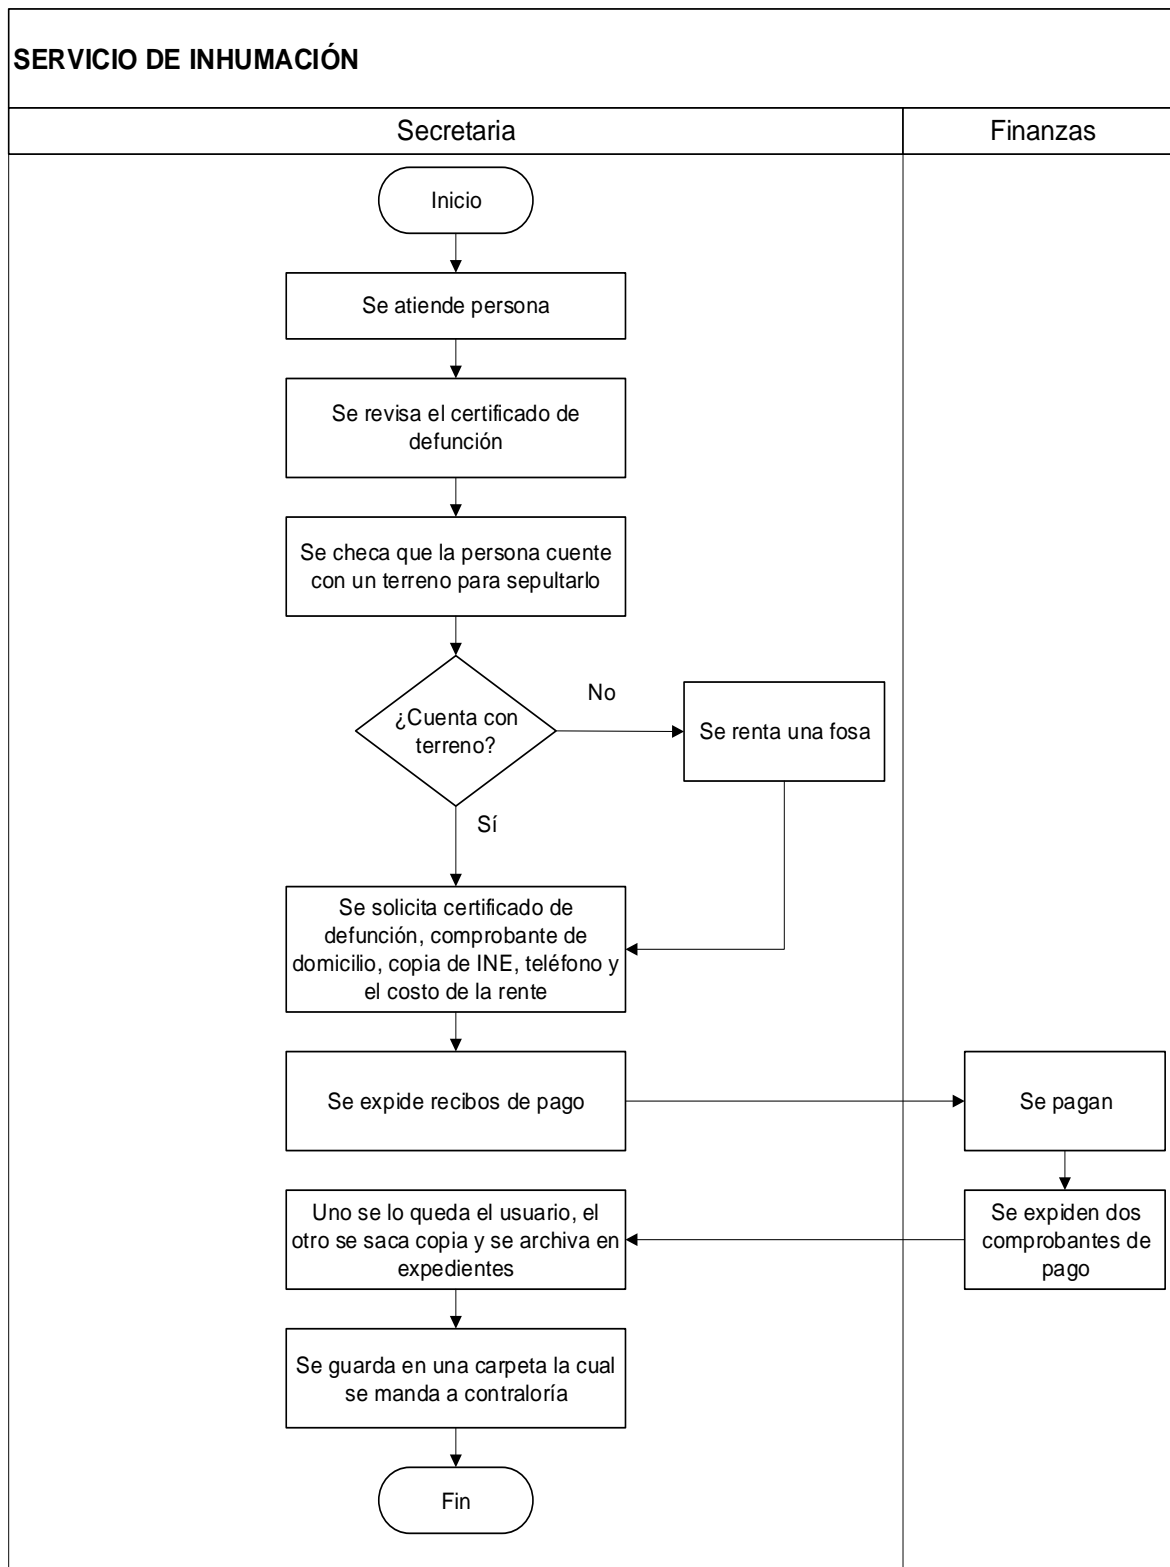 SERVICIO DE INHUMACIÓN
Secretaria
Finanzas
Inicio
Se atiende persona
Se revisa el certificado de
defunción
Se checa que la persona cuente
con un terreno para sepultarlo
¿Cuenta con
terreno?
No
Se renta una fosa
Sí
Se solicita certificado de
defunción, comprobante de
domicilio, copia de INE, teléfono y
el costo de la rente
Se expide recibos de pago
Se pagan
Se expiden dos
comprobantes de
pago
Uno se lo queda el usuario, el
otro se saca copia y se archiva en
expedientes
Se guarda en una carpeta la cual
se manda a contraloría
Fin